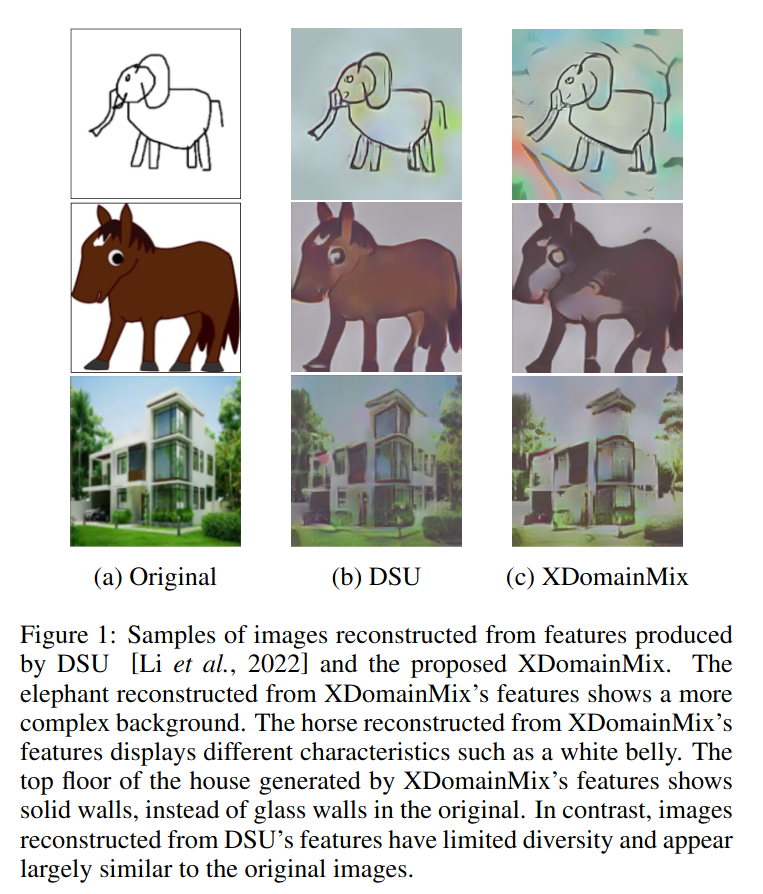 (a) Original
(b) DSU
(c) XDomainMix
Figure 1: Samples of images reconstructed from features produced
by DSU [Li et al., 2022] and the proposed XDomainMix. The
elephant reconstructed from XDomainMix's features shows a more
complex background. The horse reconstructed from XDomainMix's
features displays different characteristics such as a white belly. The
top floor of the house generated by XDomainMix's features shows
solid walls, instead of glass walls in the original. In contrast, images
reconstructed from DSU's features have limited diversity and appear
largely similar to the original images.